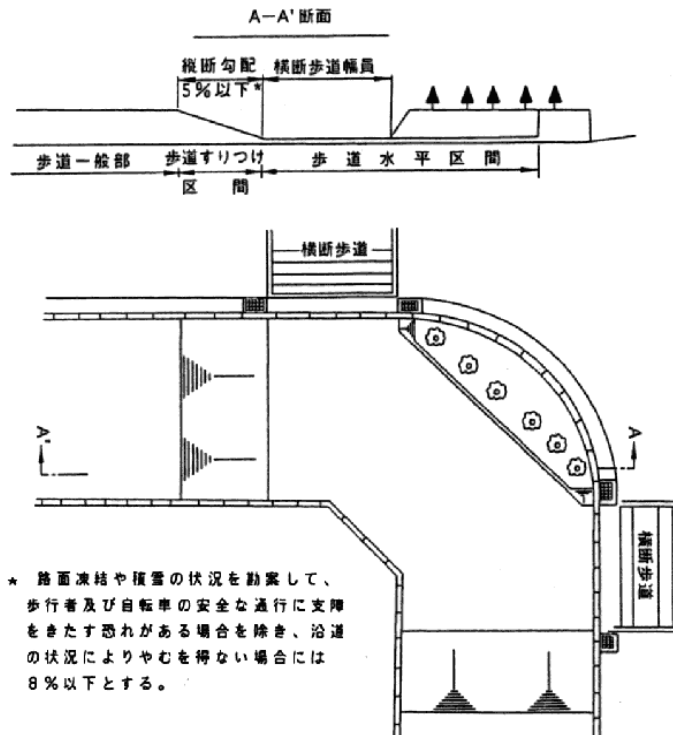 A－A'断面
縦断勾配 横断歩道幅員
5％以下*
歩道一般部 歩道すりつけ 歩道水平区間
区間
横断歩道
A' A
横断歩道
* 路面凍結や積雪の状況を勘案して、
歩行者及び自転車の安全な通行に支障
をきたす恐れがある場合を除き、沿道
の状況によりやむを得ない場合には
8％以下とする。